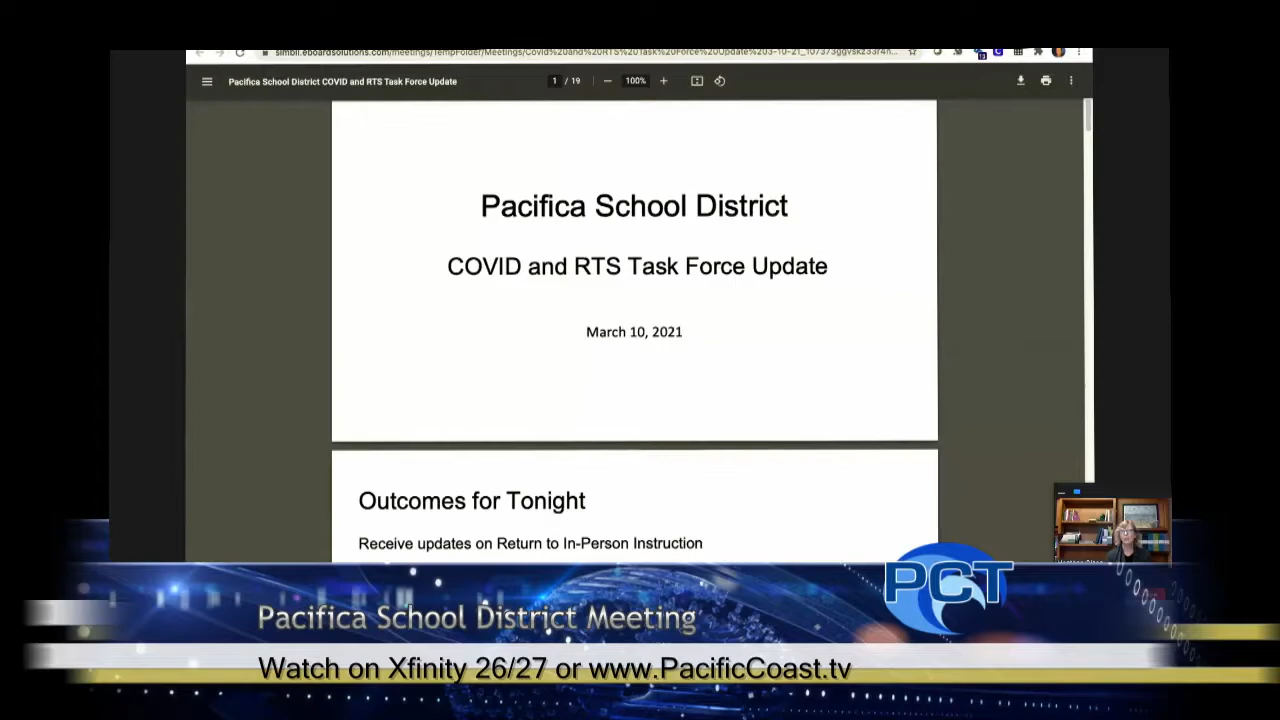 Pacifica School District COVID and RTS Task Force Update
1 / 19
100%
Pacifica School District
COVID and RTS Task Force Update
March 10, 2021
Outcomes for Tonight
Receive updates on Return to In-Person Instruction
PCT
Pacifica School District Meeting
Watch on Xfinity 26/27 or www.PacificCoast.tv